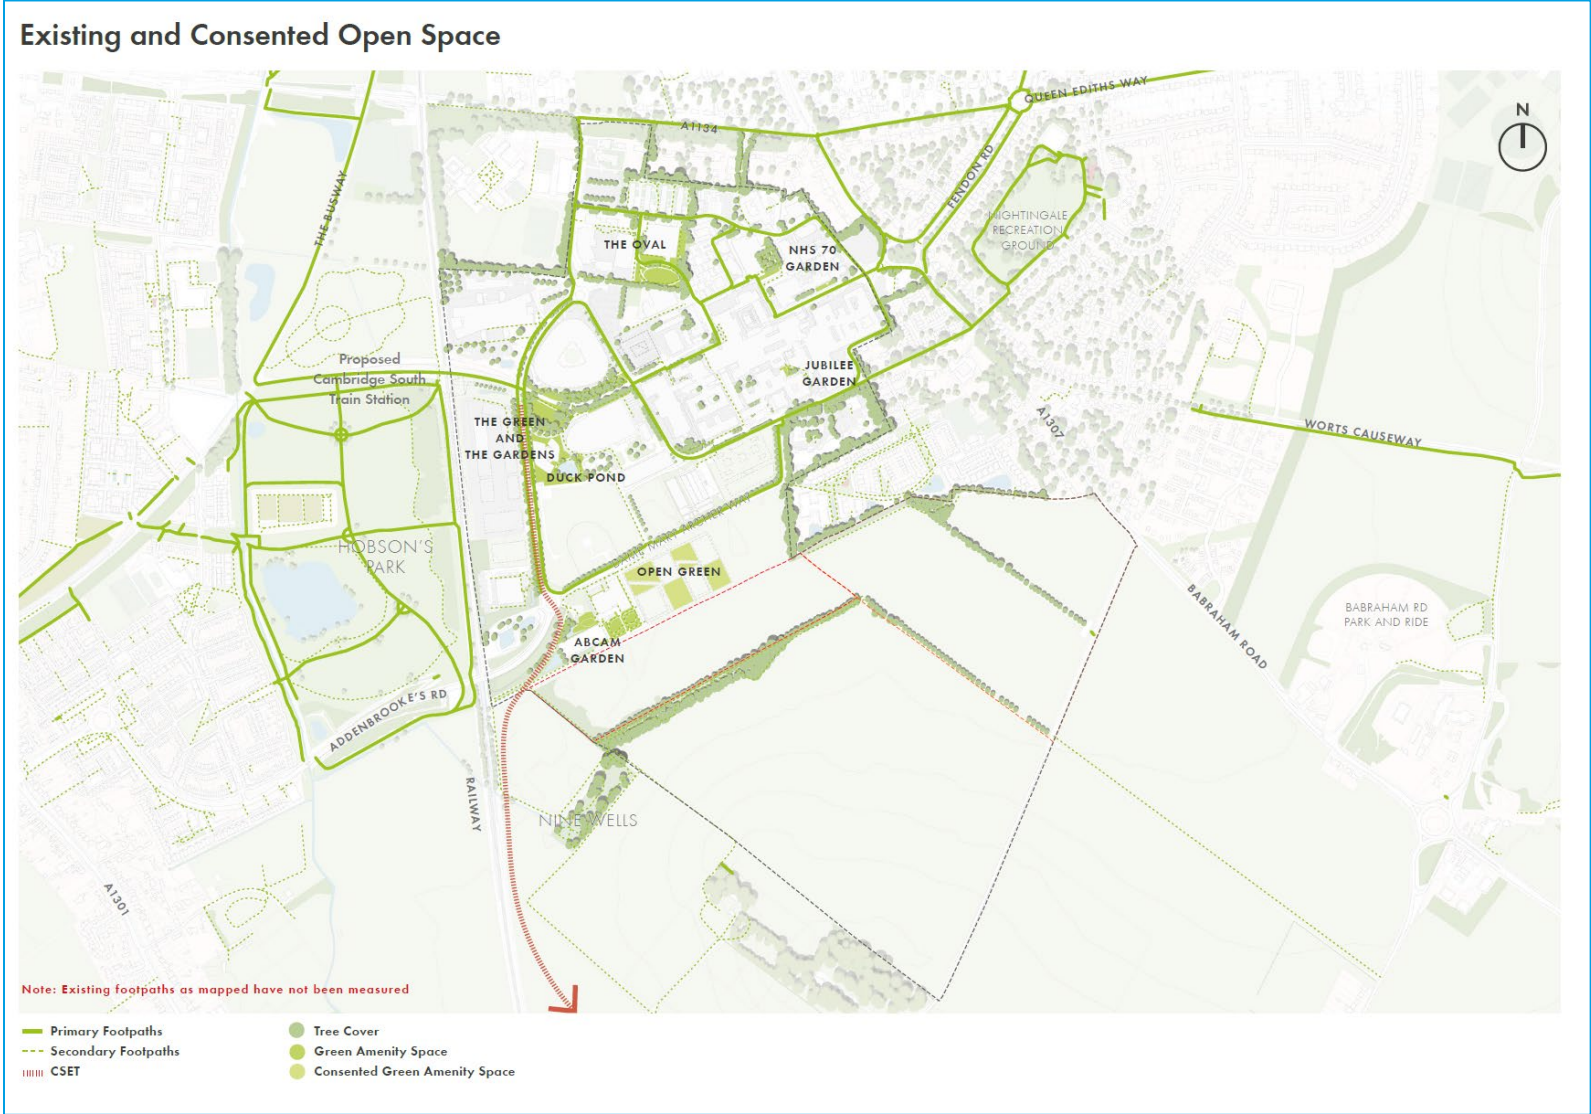 Existing and Consented Open Space
QUEEN EDITHS WAY
N
A1134
FENDON RD
THE BUSWAY
NIGHTINGALE
RECREATION
GROUND
THE OVAL
NHS 70
GARDEN
Proposed
Cambridge South
Train Station
JUBILEE
GARDEN
THE GREEN
AND
THE GARDENS
A1307
WORTS CAUSEWAY
DUCK POND
HOBSON'S
PARK
OPEN GREEN
BABRAHAM ROAD
BABRAHAM RD
PARK AND RIDE
ABCAM
GARDEN
ADDENBROOKE'S RD
RAILWAY
NINE WELLS
A1301
Note: Existing footpaths as mapped have not been measured
Primary Footpaths
Secondary Footpaths
CSET
Tree Cover
Green Amenity Space
Consented Green Amenity Space